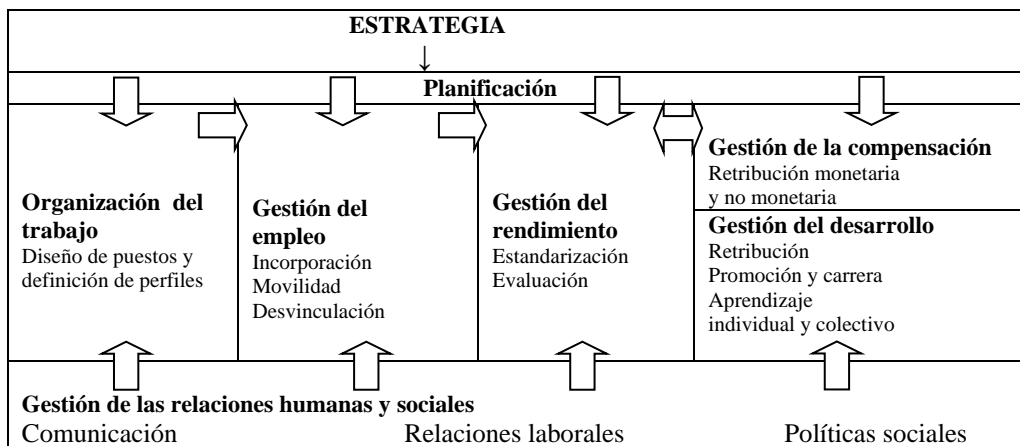 ESTRATEGIA
Planificación
Organización del
trabajo
Diseño de puestos y
definición de perfiles
Gestión del
empleo
Incorporación
Movilidad
Desvinculación
Gestión del
rendimiento
Estandarización
Evaluación
Gestión de la compensación
Retribución monetaria
y no monetaria
Gestión del desarrollo
Retribución
Promoción y carrera
Aprendizaje
individual y colectivo
Gestión de las relaciones humanas y sociales
Comunicación Relaciones laborales Políticas sociales